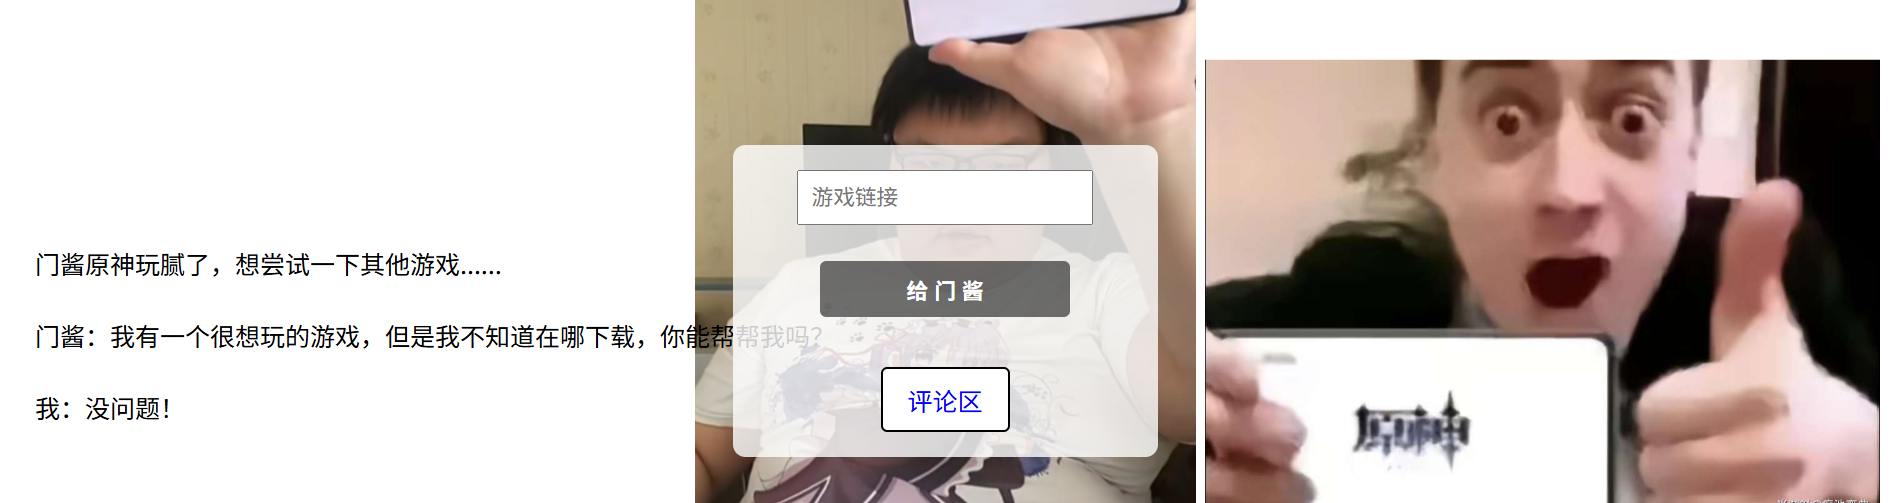 门酱原神玩腻了，想尝试一下其他游戏......
门酱：我有一个很想玩的游戏，但是我不知道在哪下载，你能帮帮我吗？
我：没问题！
游戏链接
给门酱
评论区
原神